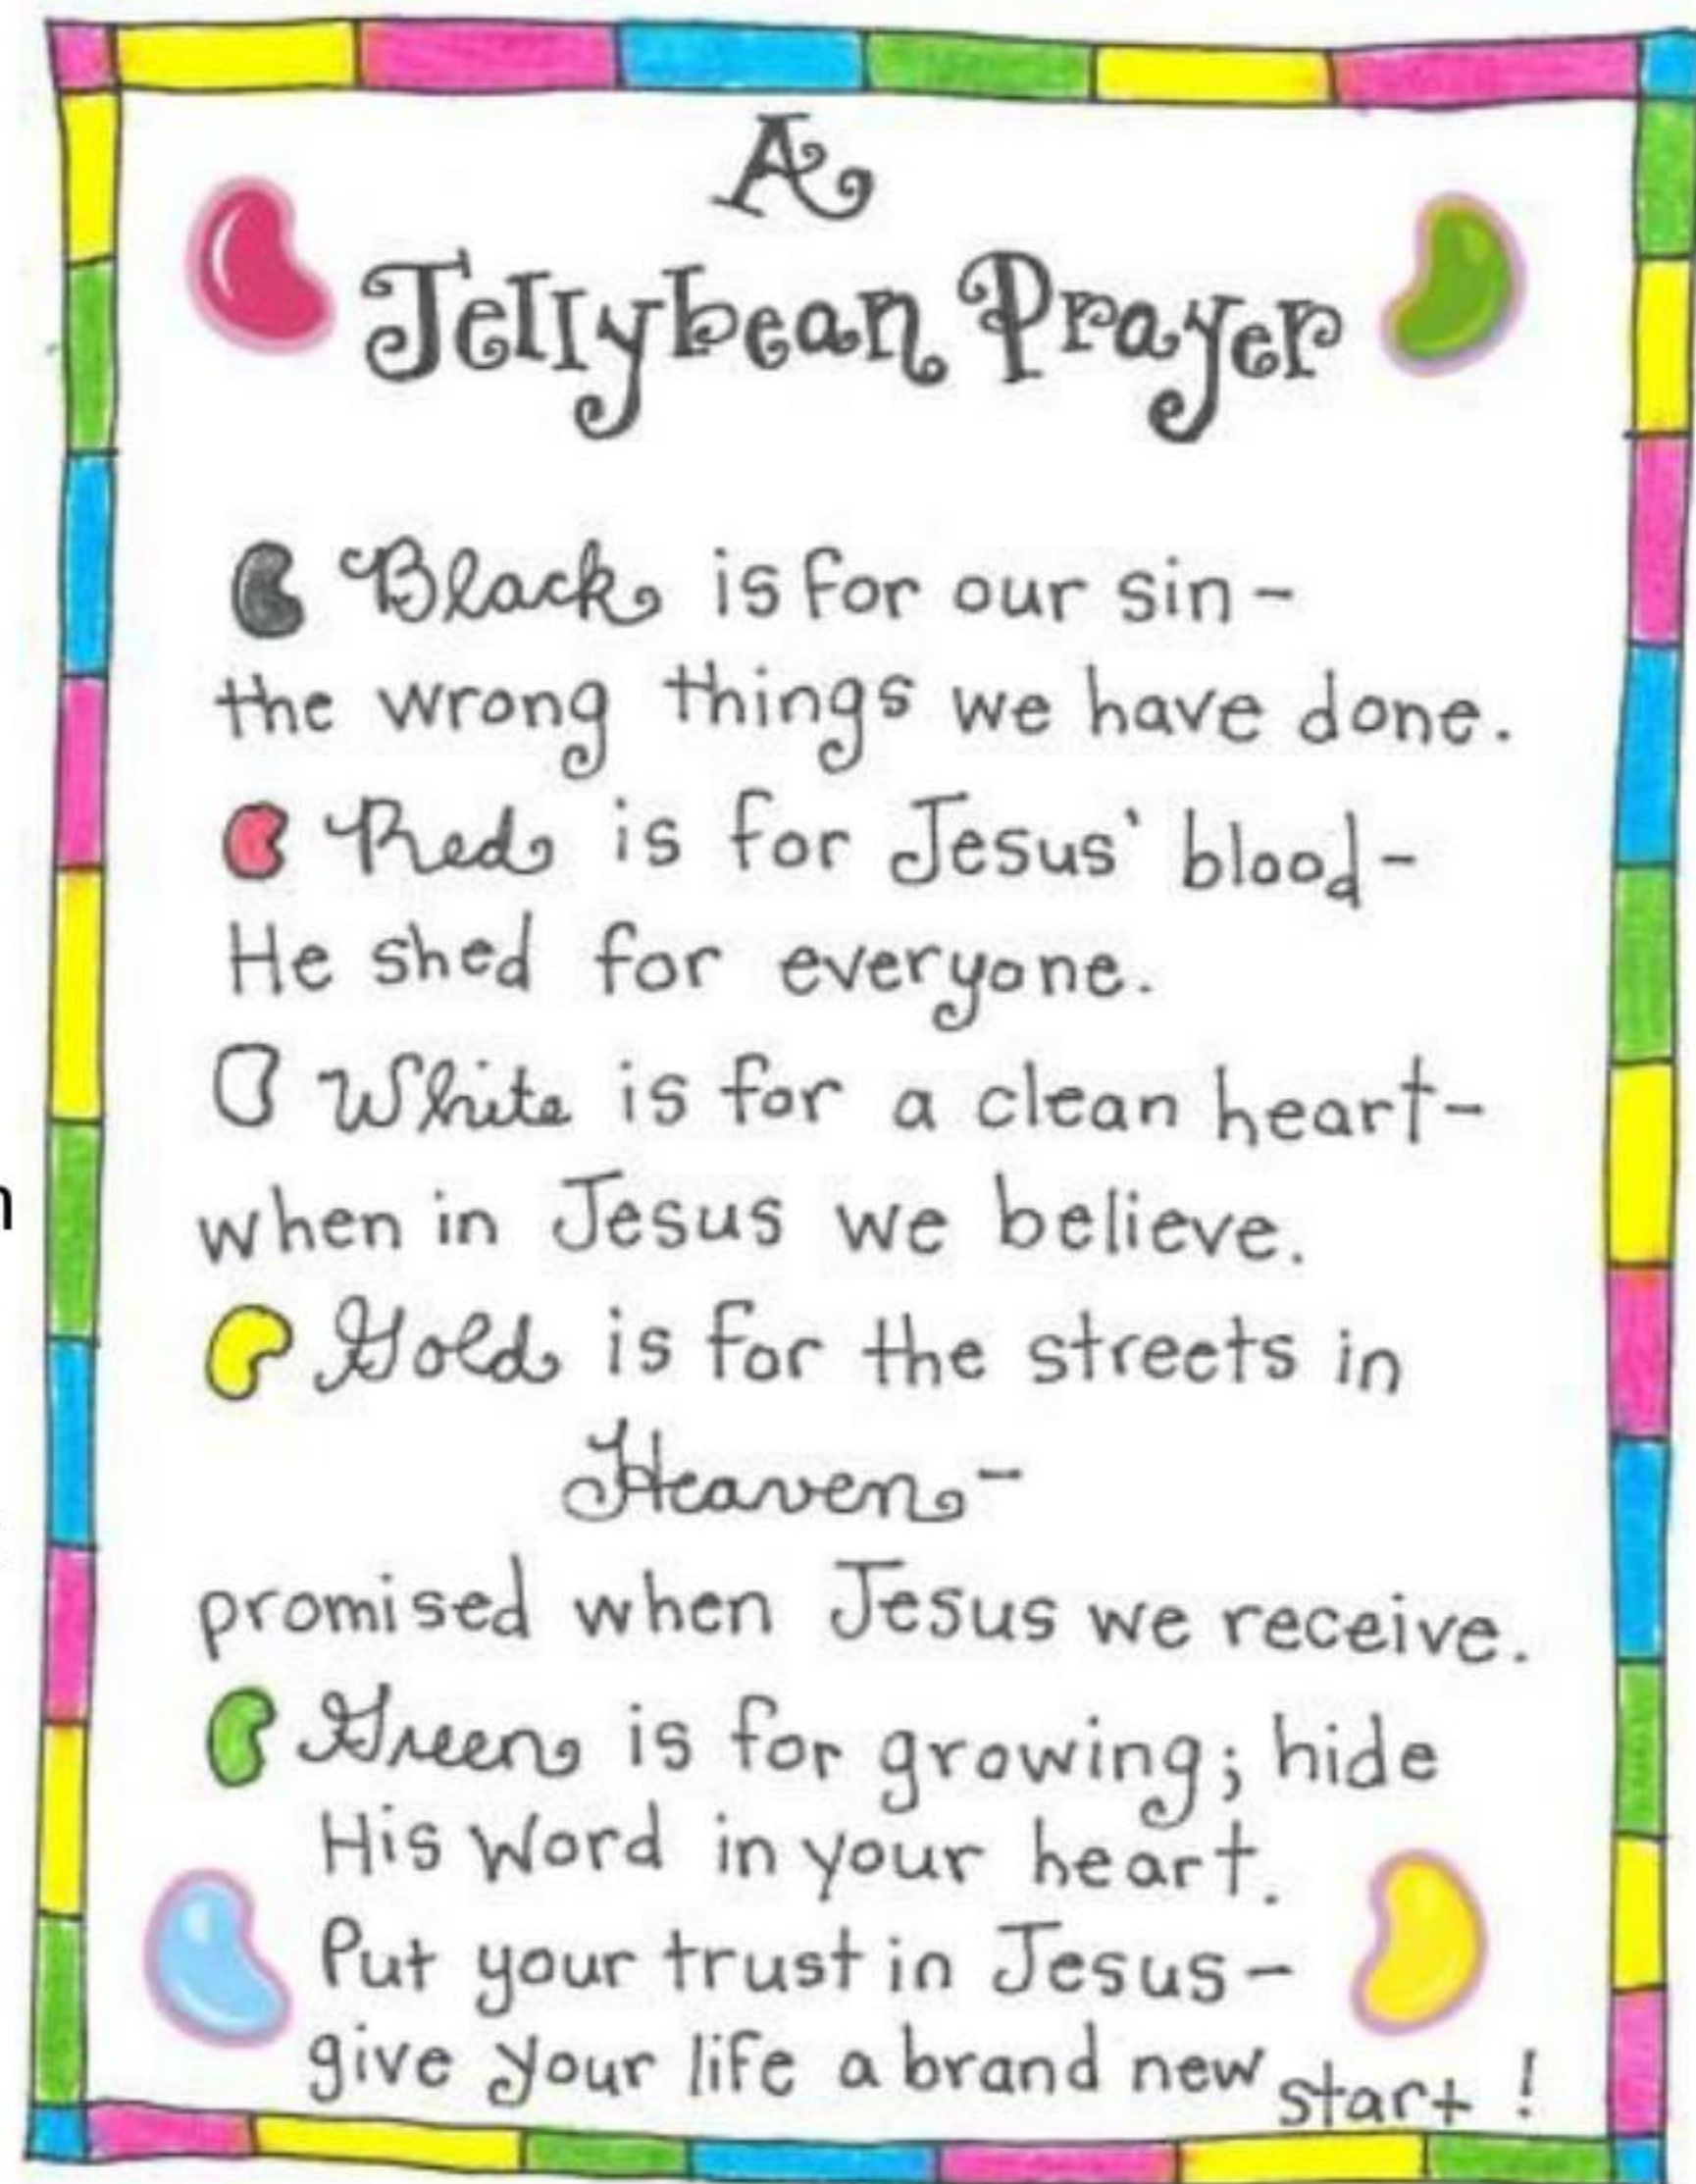 A
Jellybean Prayer
Black is for our sin-
the wrong things we have done.
Red is for Jesus' blood-
He shed for everyone.
White is for a clean heart-
when in Jesus we believe.
Gold is for the streets in
Heaven-
promised when Jesus we receive.
Green is for growing; hide
His Word in your heart.
Put your trust in Jesus-
give your life a brand new start!